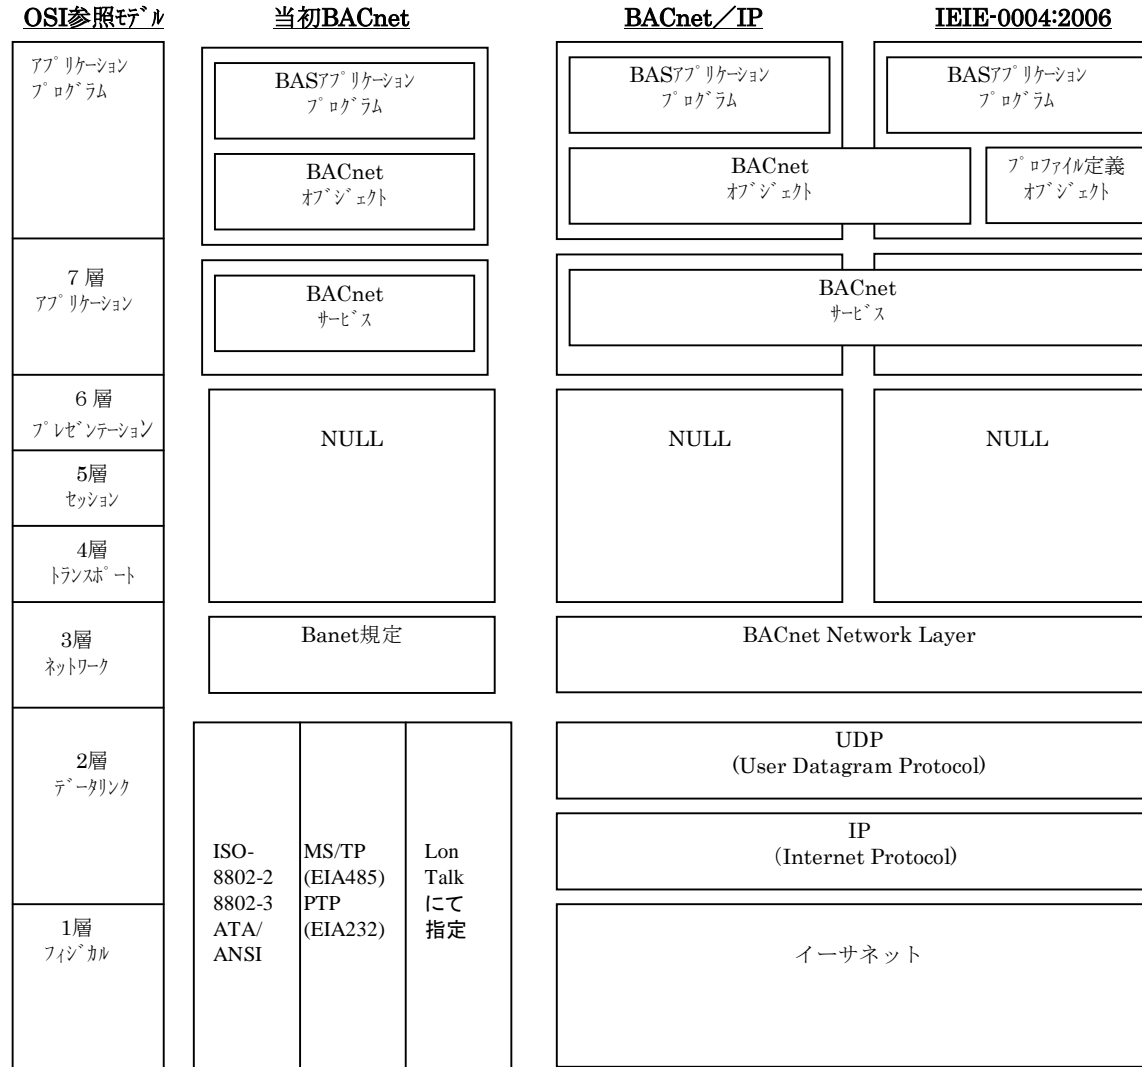 OSI参照ﾓﾃﾞﾙ
当初BACnet
BACnet／IP
IEIE-0004:2006
ｱﾌﾟﾘｹｰｼｮﾝ
ﾌﾟﾛｸﾞﾗﾑ
BASｱﾌﾟﾘｹｰｼｮﾝ
ﾌﾟﾛｸﾞﾗﾑ
BASｱﾌﾟﾘｹｰｼｮﾝ
ﾌﾟﾛｸﾞﾗﾑ
BASｱﾌﾟﾘｹｰｼｮﾝ
ﾌﾟﾛｸﾞﾗﾑ
BACnet
ｵﾌﾞｼﾞｪｸﾄ
BACnet
ｵﾌﾞｼﾞｪｸﾄ
ﾌﾟﾛﾌｧｲﾙ定義
ｵﾌﾞｼﾞｪｸﾄ
7 層
ｱﾌﾟﾘｹｰｼｮﾝ
BACnet
ｻｰﾋﾞｽ
BACnet
ｻｰﾋﾞｽ
6 層
ﾌﾟﾚｾﾞﾝﾃｰｼｮン
NULL
NULL
NULL
5層
ｾｯｼｮﾝ
4層
ﾄﾗﾝｽﾎﾟｰﾄ
3層
ﾈｯﾄﾜｰｸ
Banet規定
BACnet Network Layer
2層
ﾃﾞｰﾀﾘﾝｸ
UDP
(User Datagram Protocol)
IP
（Internet Protocol)
ISO-
8802-2
8802-3
ATA/
ANSI
MS/TP
(EIA485)
PTP
(EIA232)
Lon
Talk
にて
指定
1層
ﾌｨｼﾞｶﾙ
イーサネット